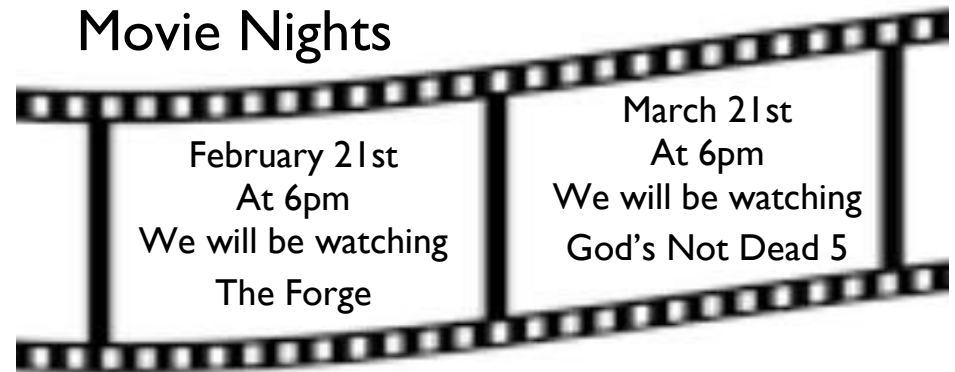 Movie Nights
February 21st
At 6pm
We will be watching
The Forge
March 21st
At 6pm
We will be watching
God's Not Dead 5